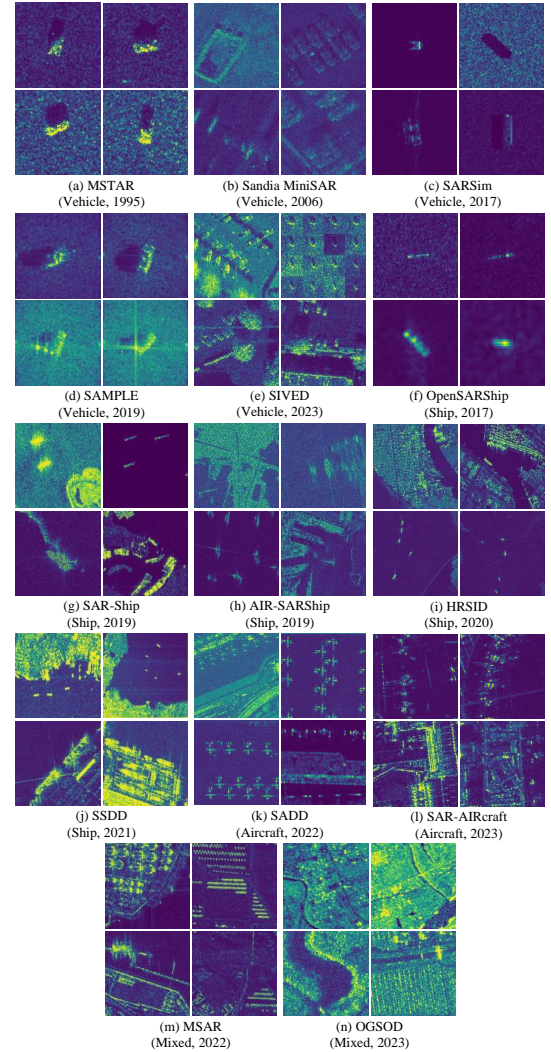 (a) MSTAR
(Vehicle, 1995)
(b) Sandia MiniSAR
(Vehicle, 2006)
(c) SARSim
(Vehicle, 2017)
(d) SAMPLE
(Vehicle, 2019)
(e) SIVED
(Vehicle, 2023)
(f) OpenSARShip
(Ship, 2017)
(g) SAR-Ship
(Ship, 2019)
(h) AIR-SARShip
(Ship, 2019)
(i) HRSID
(Ship, 2020)
(j) SSDD
(Ship, 2021)
(k) SADD
(Aircraft, 2022)
(l) SAR-AIRcraft
(Aircraft, 2023)
(m) MSAR
(Mixed, 2022)
(n) OGSOD
(Mixed, 2023)